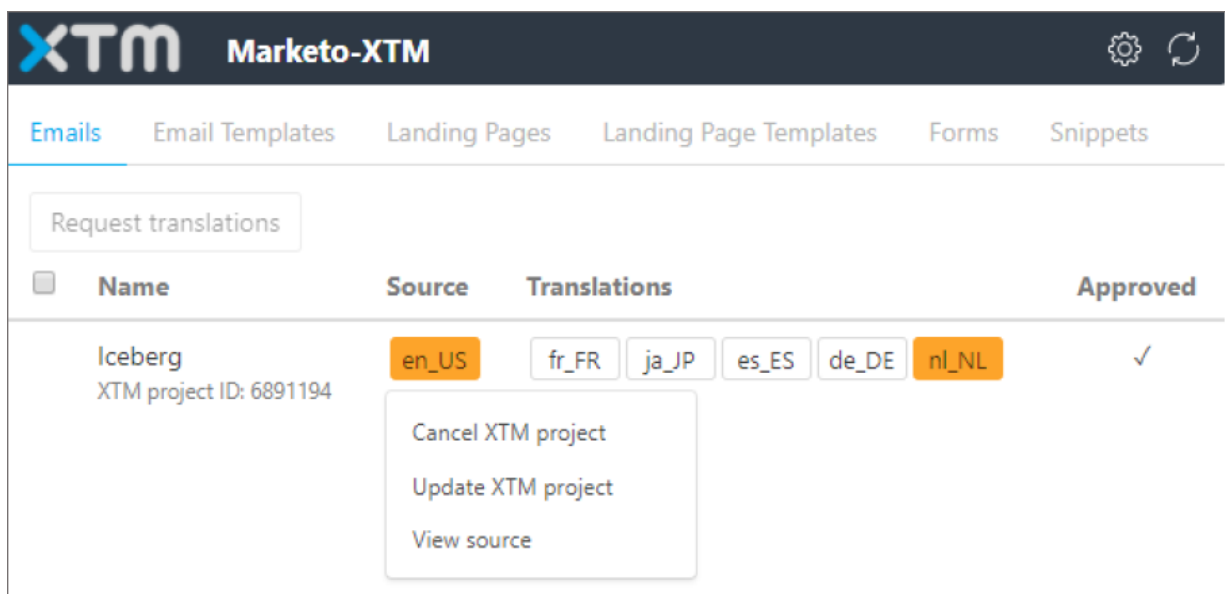 XTM Marketo-XTM
Emails Email Templates Landing Pages Landing Page Templates Forms Snippets
Request translations
Name Source Translations Approved
Iceberg en_US fr_FR ja_JP es_ES de_DE nl_NL ✓
XTM project ID: 6891194
Cancel XTM project
Update XTM project
View source